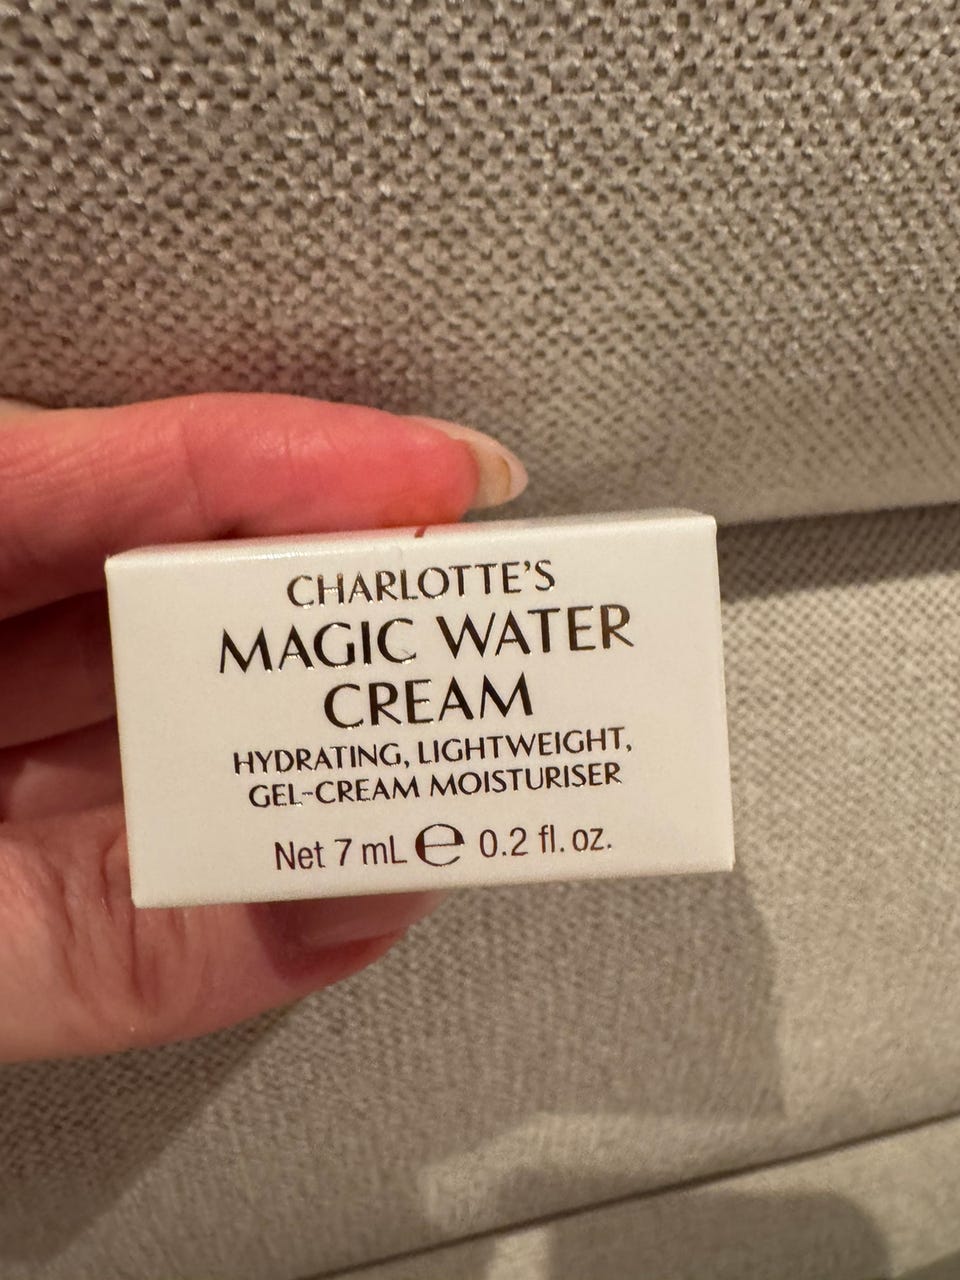 CHARLOTTE'S
MAGIC WATER
CREAM
HYDRATING, LIGHTWEIGHT,
GEL-CREAM MOISTURISER
Net 7 mL ℮ 0.2 fl. oz.